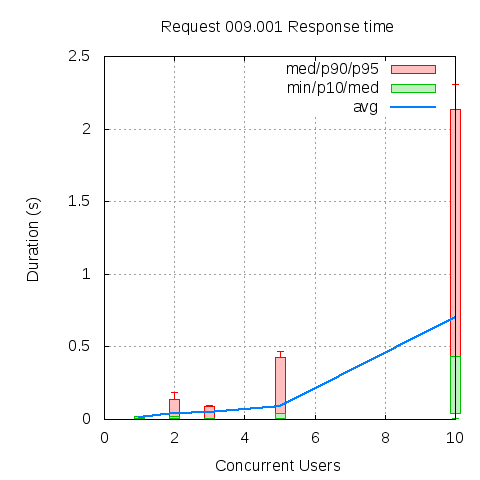 Request 009.001 Response time
med/p90/p95
min/p10/med
avg
2.5
2
1.5
1
0.5
0
Duration (s)
0 2 4 6 8 10
Concurrent Users